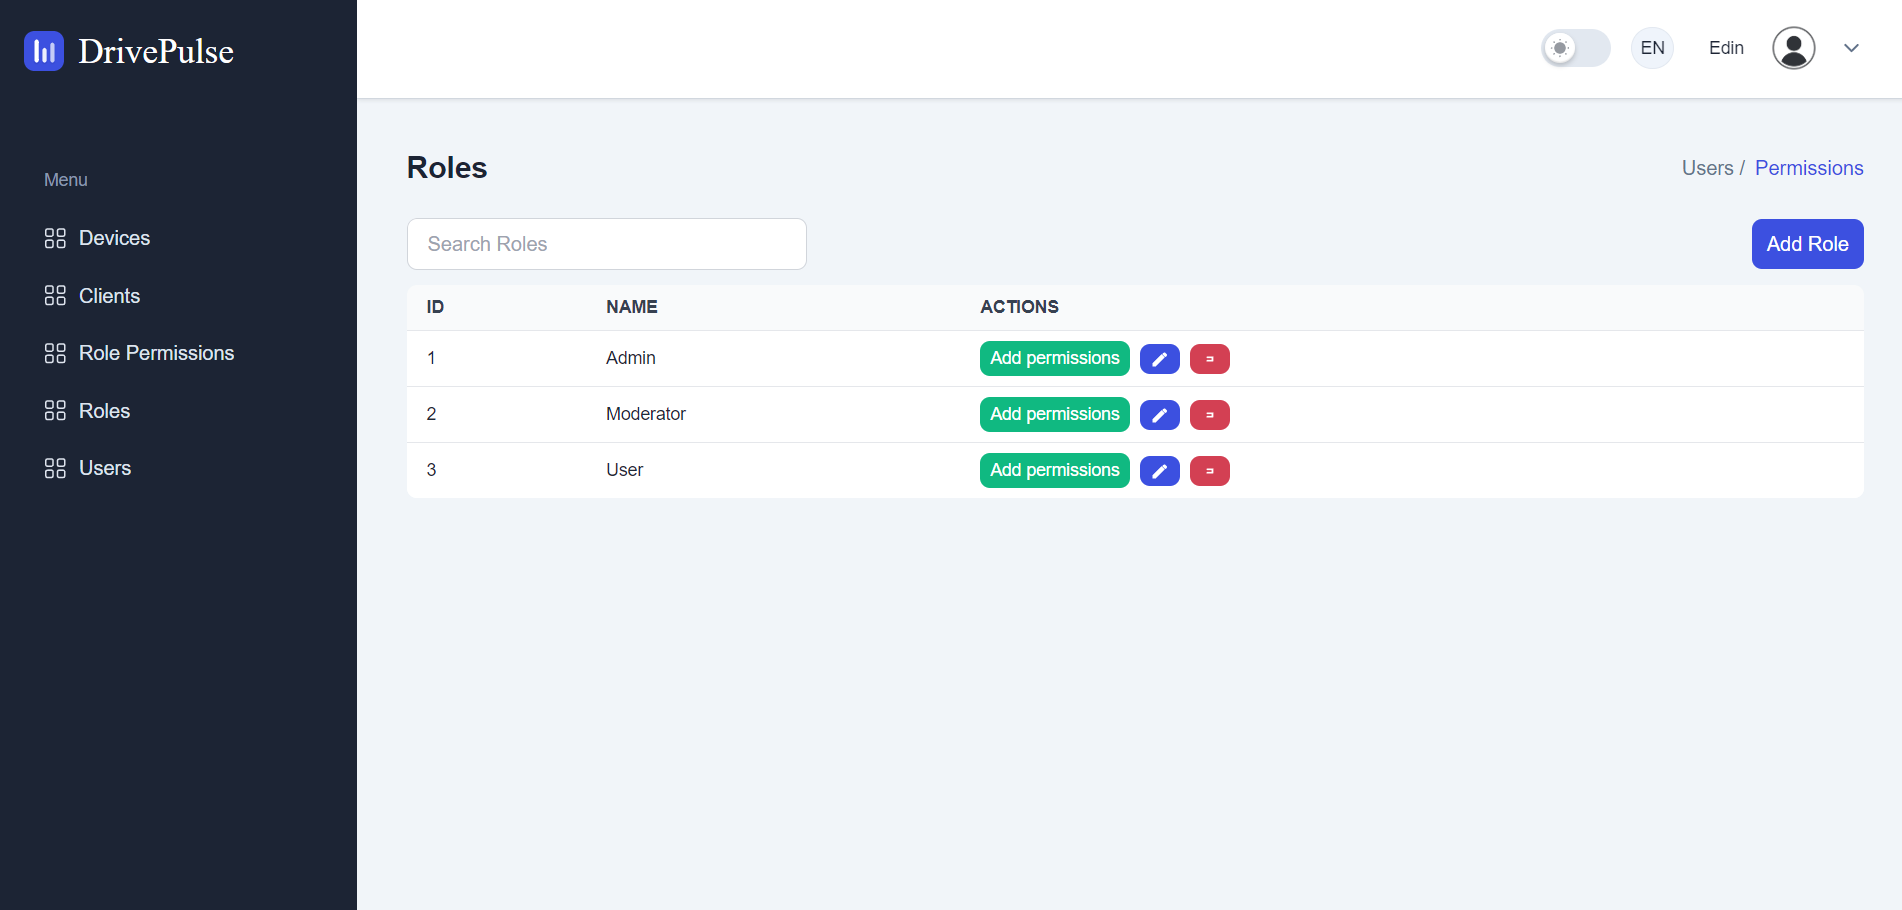 DrivePulse
EN
Edin
Menu
Devices
Clients
Role Permissions
Roles
Users
Roles
Users / Permissions
Search Roles
Add Role
ID NAME ACTIONS
1 Admin Add permissions
2 Moderator Add permissions
3 User Add permissions